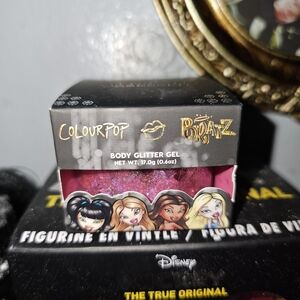 COLOURPOP BRATZ
BODY GLITTER GEL
NET WT. 17.0g (0.6oz)
FIGURINE EN VINYLE / FIGURA DE VI
Disney
THE TRUE ORIGINAL